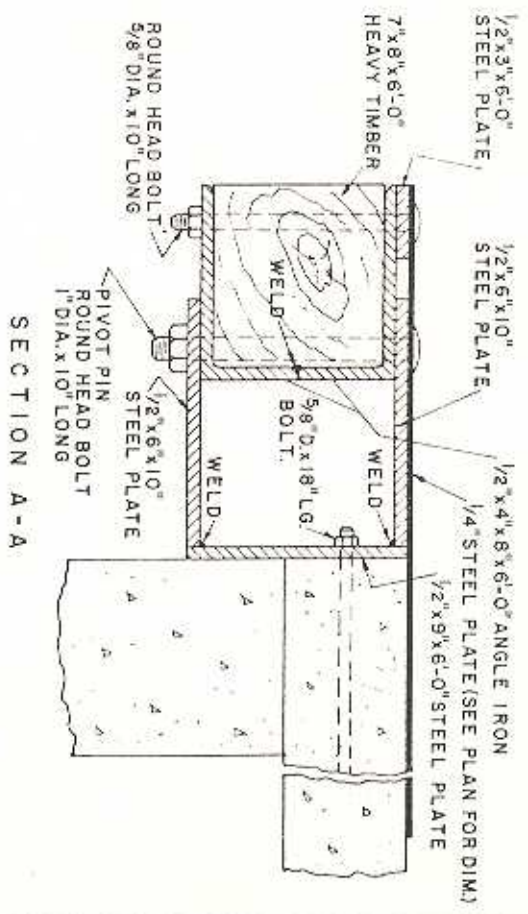 1/2"x3"x6'-0"
STEEL PLATE
7"x8"x6'-0"
HEAVY TIMBER
ROUND HEAD BOLT
5/8" DIA. x10" LONG
1/2"x6"x10"
STEEL PLATE
1/2"x4"x8"x6'-0" ANGLE IRON
1/4" STEEL PLATE (SEE PLAN FOR DIM.)
1/2"x9"x6'-0" STEEL PLATE
WELD
5/8"D.x18"LG.
BOLT.
WELD
WELD
1/2"x6"x10"
STEEL PLATE
PIVOT PIN
ROUND HEAD BOLT
1" DIA. x10" LONG
SECTION A-A